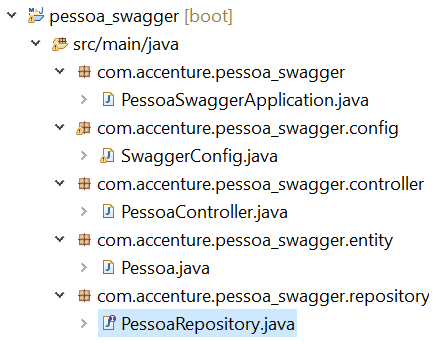 pessoa_swagger [boot]
src/main/java
com.accenture.pessoa_swagger
PessoaSwaggerApplication.java
com.accenture.pessoa_swagger.config
SwaggerConfig.java
com.accenture.pessoa_swagger.controller
PessoaController.java
com.accenture.pessoa_swagger.entity
Pessoa.java
com.accenture.pessoa_swagger.repository
PessoaRepository.java